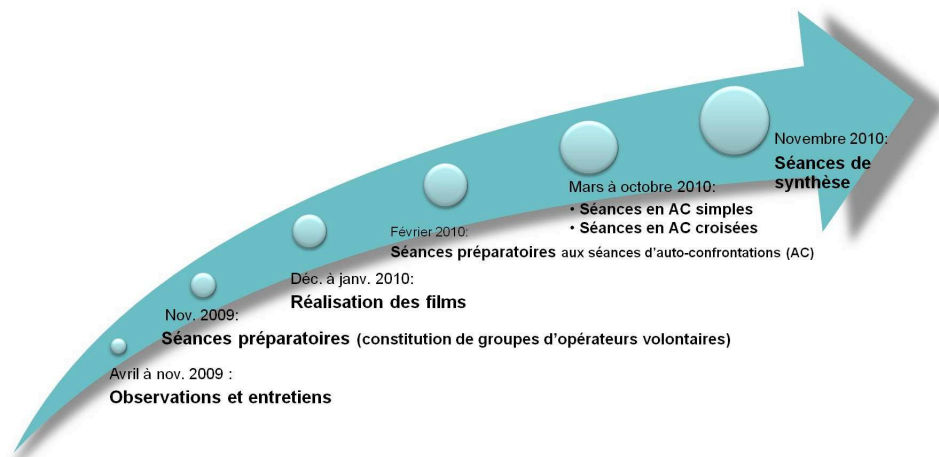 Novembre 2010:
Séances de
synthèse
Mars à octobre 2010:
• Séances en AC simples
• Séances en AC croisées
Février 2010:
Séances préparatoires aux séances d'auto-confrontations (AC)
Déc. à janv. 2010:
Réalisation des films
Nov. 2009:
Séances préparatoires (constitution de groupes d'opérateurs volontaires)
Avril à nov. 2009 :
Observations et entretiens